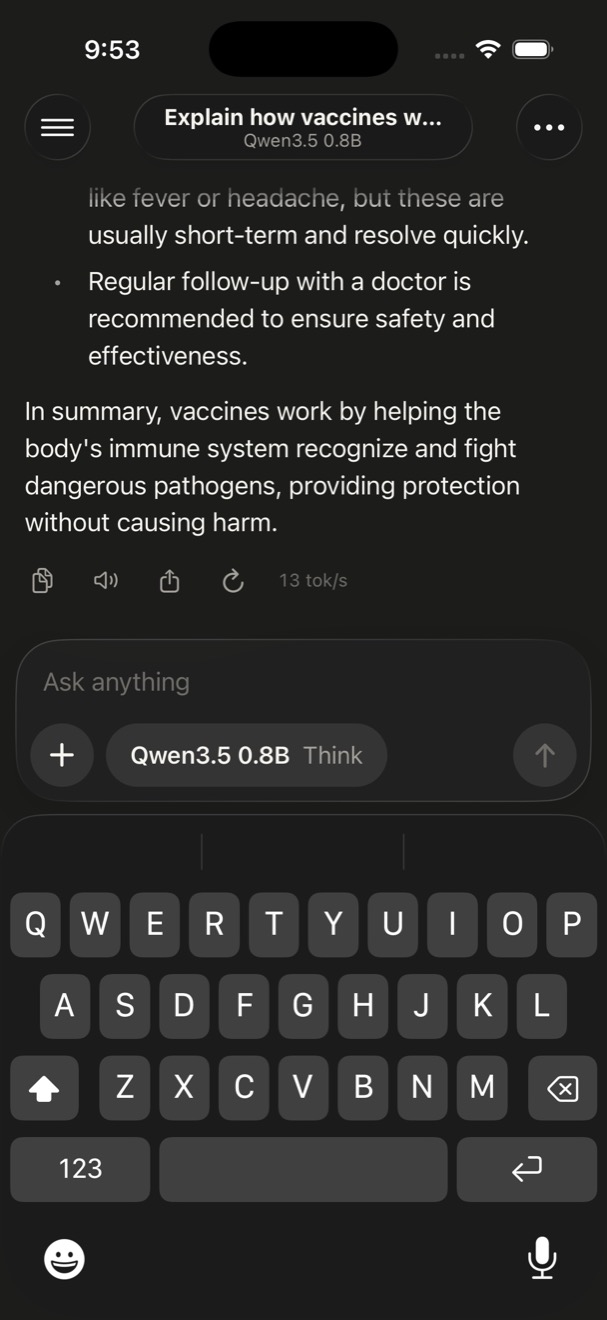 9:53
Explain how vaccines w...
Qwen3.5 0.8B
like fever or headache, but these are
usually short-term and resolve quickly.
• Regular follow-up with a doctor is
recommended to ensure safety and
effectiveness.
In summary, vaccines work by helping the
body's immune system recognize and fight
dangerous pathogens, providing protection
without causing harm.
13 tok/s
Ask anything
Qwen3.5 0.8B Think
Q W E R T Y U I O P
A S D F G H J K L
Z X C V B N M
123